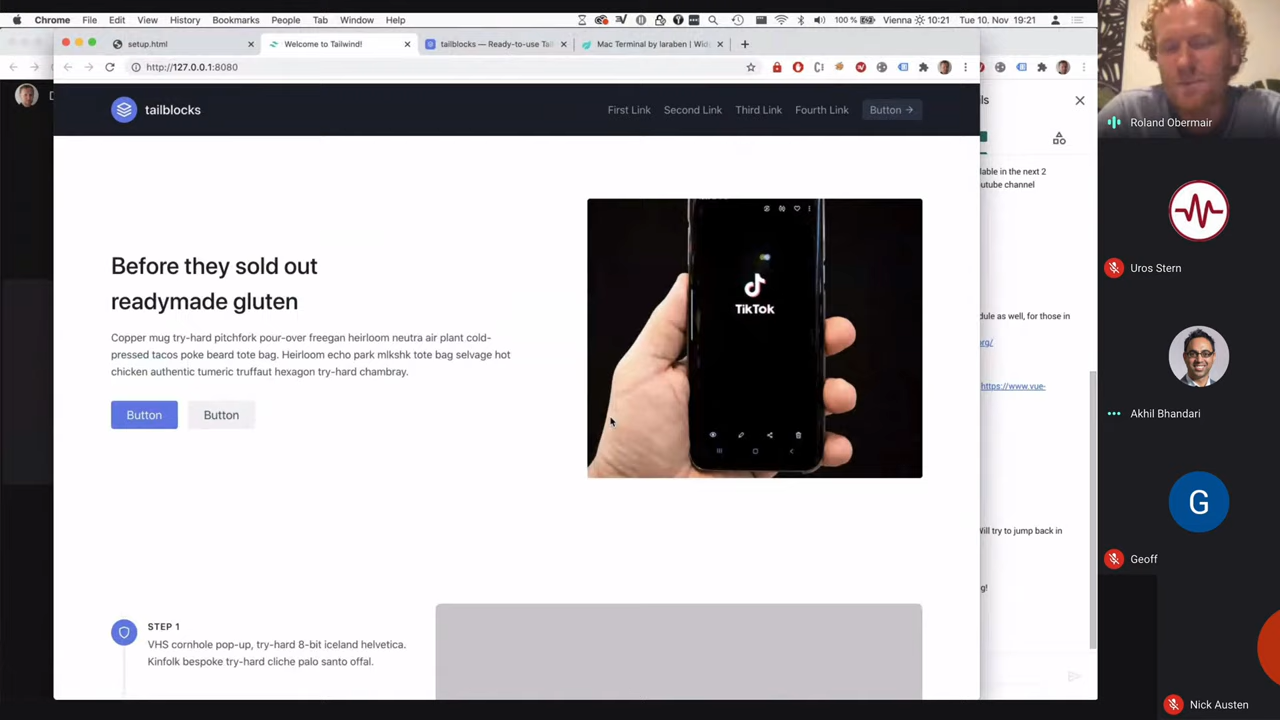 Chrome File Edit View History Bookmarks People Tab Window Help
100 % Vienna 10:21 Tue 10. Nov 19:21
setup.html
Welcome to Tailwind!
tailblocks — Ready-to-use Tail
Mac Terminal by laraben | Wid
http://127.0.0.1:8080
tailblocks
First Link Second Link Third Link Fourth Link Button →
Before they sold out
readymade gluten
Copper mug try-hard pitchfork pour-over freegan heirloom neutra air plant cold-
pressed tacos poke beard tote bag. Heirloom echo park mlkshk tote bag selvage hot
chicken authentic tumeric truffaut hexagon try-hard chambray.
Button Button
TikTok
STEP 1
VHS cornhole pop-up, try-hard 8-bit iceland helvetica.
Kinfolk bespoke try-hard cliche palo santo offal.
ls
lable in the next 2
utube channel
dule as well, for those in
org/
https://www.vue-
Will try to jump back in
g!
Roland Obermair
Uros Stern
Akhil Bhandari
G
Geoff
Nick Austen